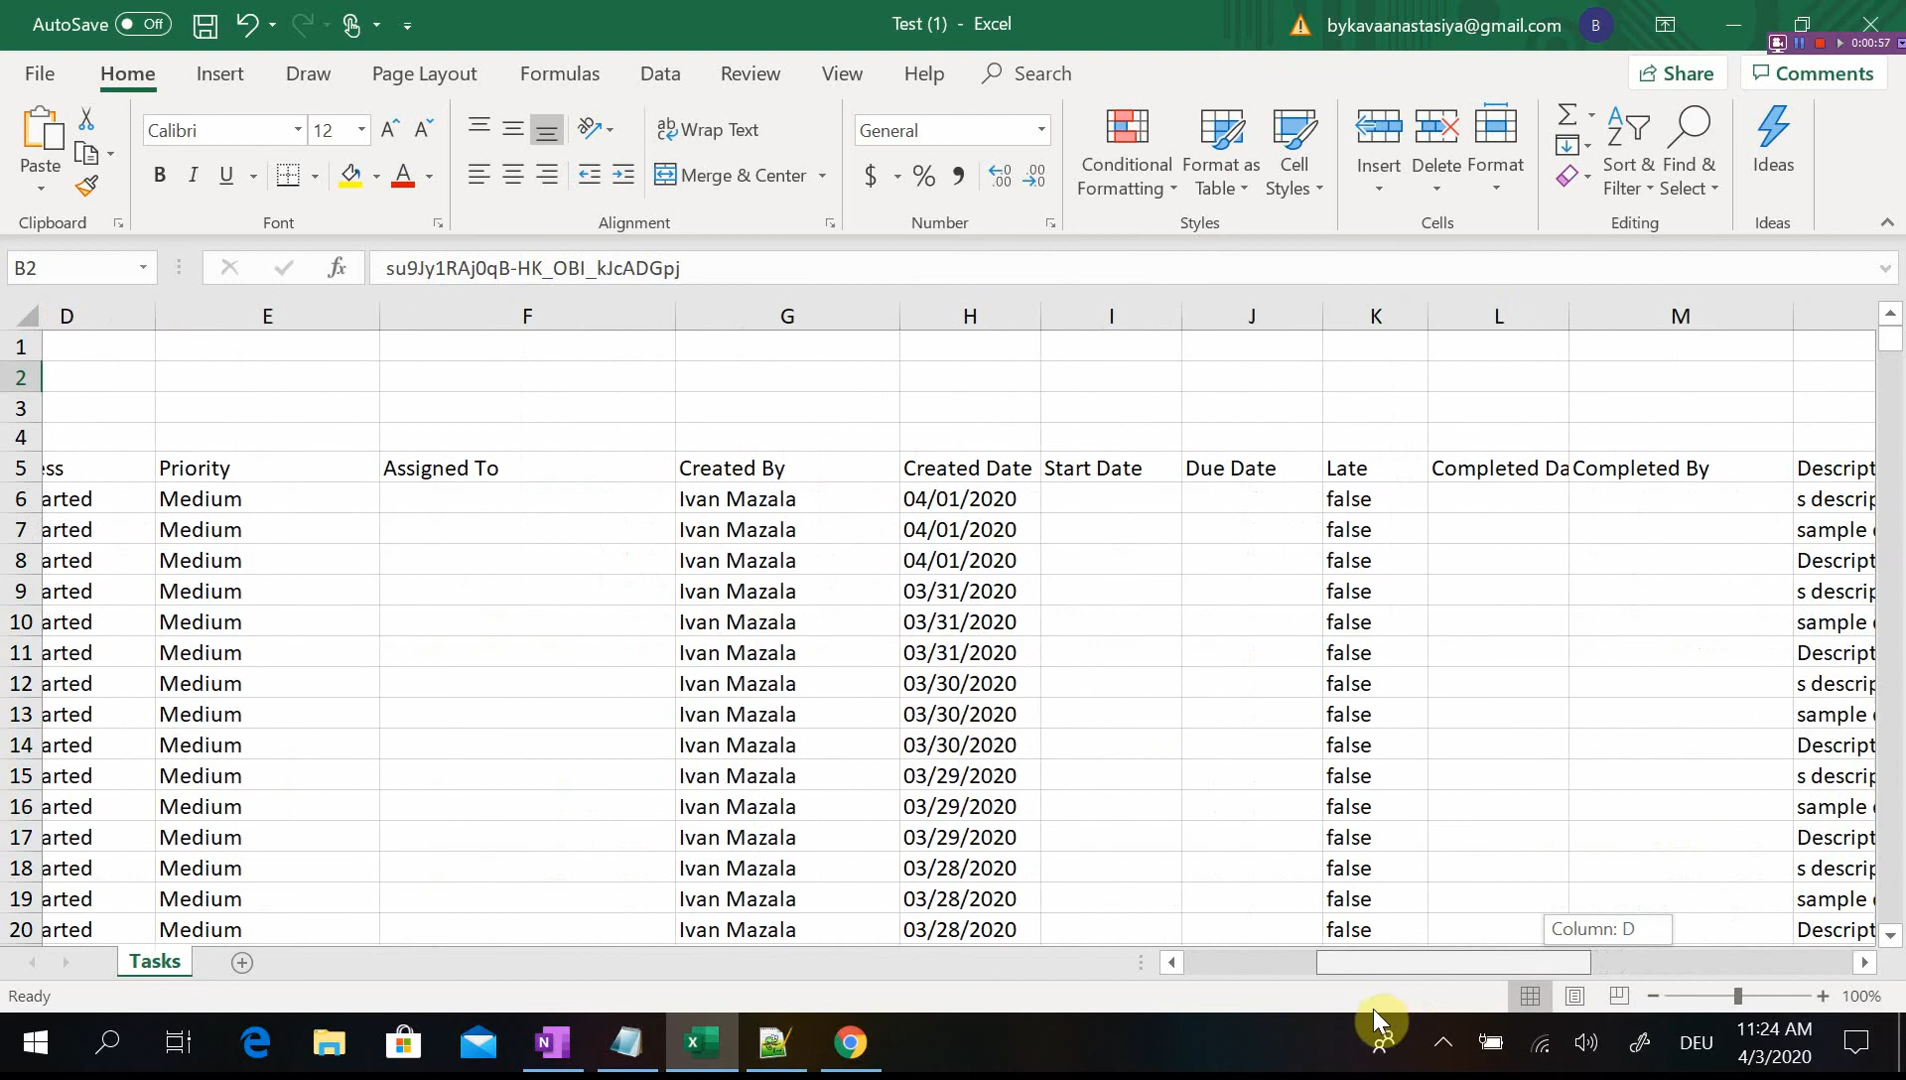 AutoSave Off
Test (1) - Excel
bykavaanastasiya@gmail.com B
0:00:57
File Home Insert Draw Page Layout Formulas Data Review View Help Search Share Comments
Calibri 12
Wrap Text
General
Paste
B I U
A
Merge & Center
$ % ,
Conditional Formatting
Format as Table
Cell Styles
Insert Delete Format
Sort & Filter
Find & Select
Ideas
Clipboard Font Alignment Number Styles Cells Editing Ideas
B2 fx su9Jy1RAj0qB-HK_OBI_kJcADGpj
D E F G H I J K L M
1
2
3
4
5 ess Priority Assigned To Created By Created Date Start Date Due Date Late Completed Da Completed By Descript
6 arted Medium Ivan Mazala 04/01/2020 false s descrip
7 arted Medium Ivan Mazala 04/01/2020 false sample
8 arted Medium Ivan Mazala 04/01/2020 false Descript
9 arted Medium Ivan Mazala 03/31/2020 false s descrip
10 arted Medium Ivan Mazala 03/31/2020 false sample
11 arted Medium Ivan Mazala 03/31/2020 false Descript
12 arted Medium Ivan Mazala 03/30/2020 false s descrip
13 arted Medium Ivan Mazala 03/30/2020 false sample
14 arted Medium Ivan Mazala 03/30/2020 false Descript
15 arted Medium Ivan Mazala 03/29/2020 false s descrip
16 arted Medium Ivan Mazala 03/29/2020 false sample
17 arted Medium Ivan Mazala 03/29/2020 false Descript
18 arted Medium Ivan Mazala 03/28/2020 false s descrip
19 arted Medium Ivan Mazala 03/28/2020 false sample
20 arted Medium Ivan Mazala 03/28/2020 false Descript
Column: D
Tasks
Ready
100%
DEU
11:24 AM
4/3/2020